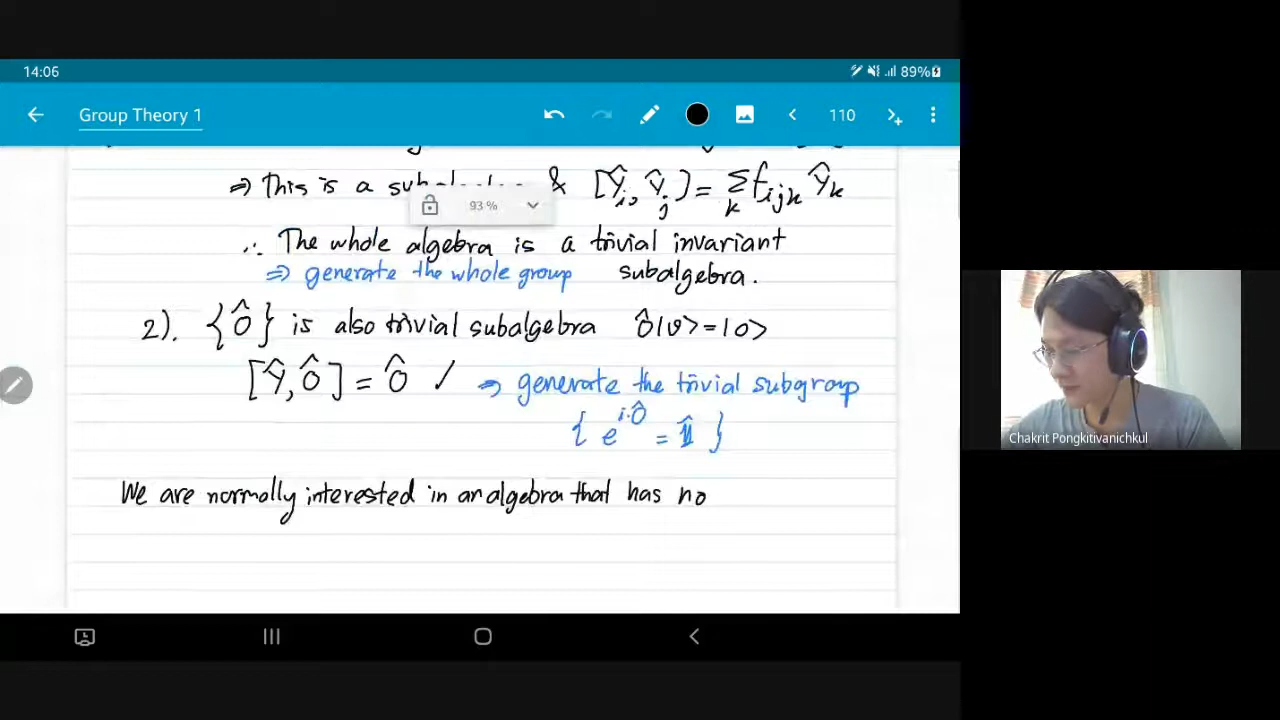 14:06
89%
Group Theory 1
110
⇒ This is a & [Ŷi, Ŷj] = Σk fijk Ŷk
93 %
∴ The whole algebra is a trivial invariant
⇒ generate the whole group subalgebra.
2). {Ô} is also trivial subalgebra Ô|v> = |0>
[Ŷ, Ô] = Ô ✓ ⇒ generate the trivial subgroup
{ e^{i·Ô} = 1̂ }
We are normally interested in an algebra that has no
Chakrit Pongkitivanichkul